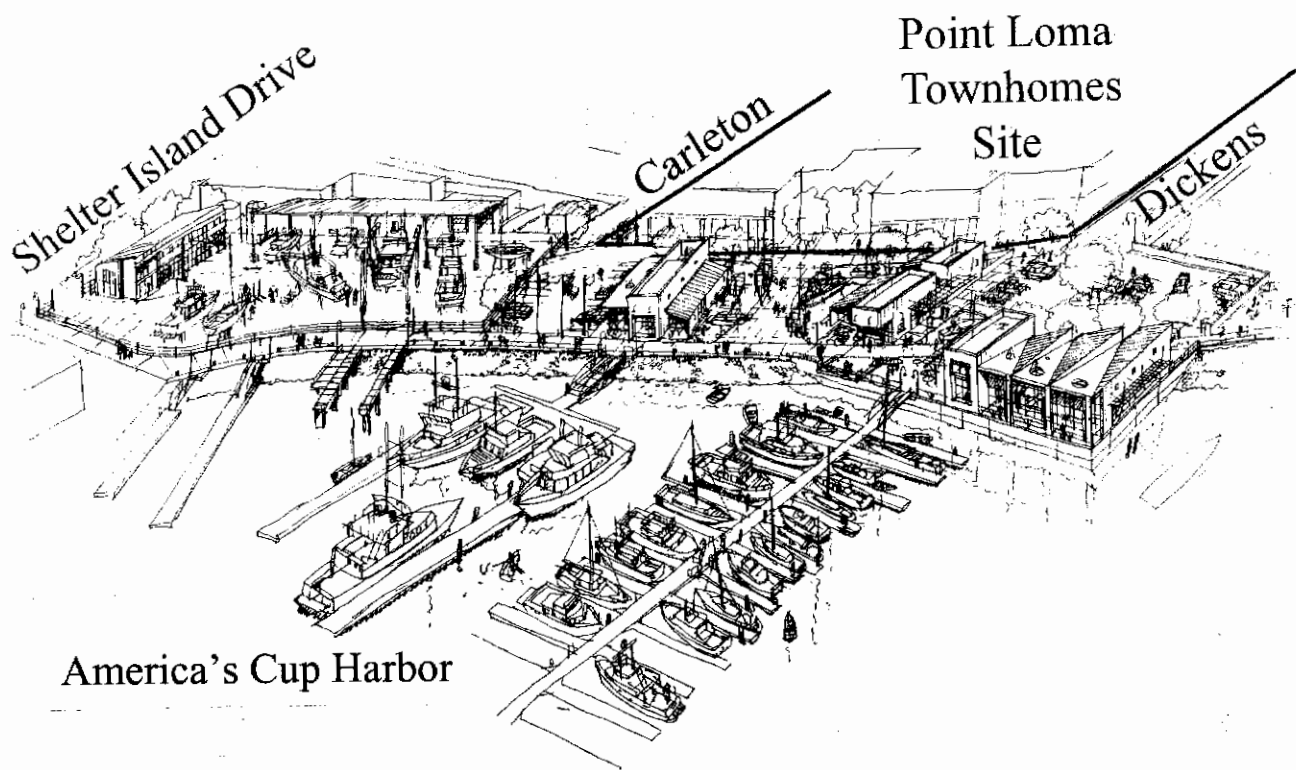 Shelter Island Drive
Carleton
Point Loma
Townhomes
Site
Dickens
America's Cup Harbor